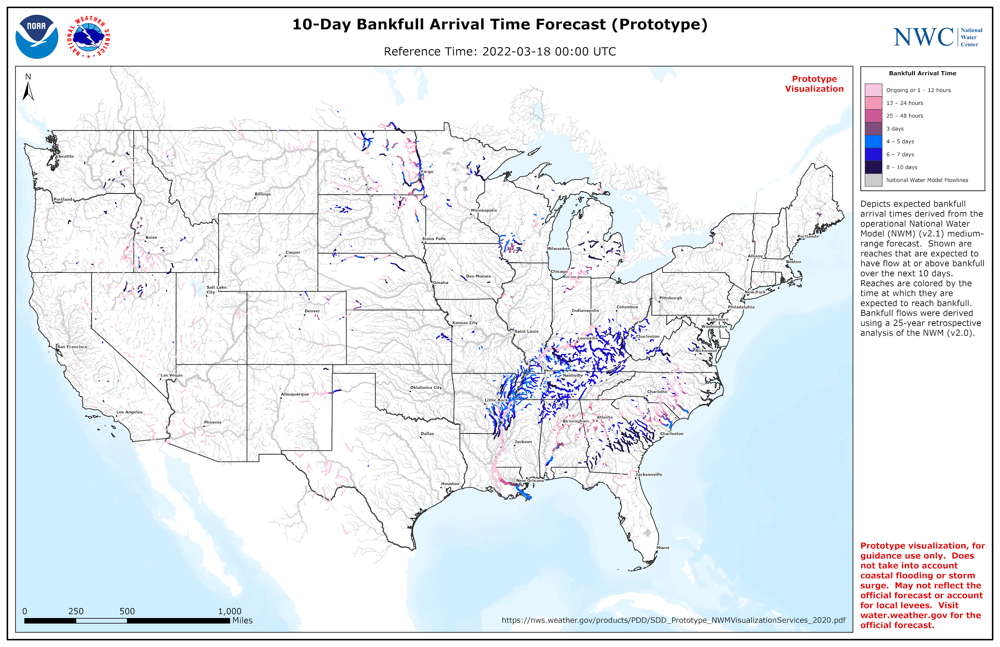 10-Day Bankfull Arrival Time Forecast (Prototype)
Reference Time: 2022-03-18 00:00 UTC
NOAA
NATIONAL WEATHER SERVICE
NWC
National
Water
Center
N
Prototype
Visualization
Seattle
Portland
Billings
Fargo
Minneapolis
Boise
Casper
Sioux Falls
Milwaukee
Portland
Albany
Boston
Chicago
Des Moines
Omaha
Salt Lake
City
New York
Pittsburgh
Philadelphia
Denver
Indianapolis
Columbus
Baltimore
Washington
Kansas City
Saint Louis
Louisville
Charleston
San Francisco
Richmond
Las Vegas
Nashville
Oklahoma City
Albuquerque
Charlotte
Little Rock
Los Angeles
Phoenix
Birmingham
Atlanta
Dallas
Charleston
Jackson
Jacksonville
New Orleans
Houston
Miami
0
250
500
1,000
Miles
https://nws.weather.gov/products/PDD/SDD_Prototype_NWMVisualizationServices_2020.pdf
Bankfull Arrival Time
Ongoing or 1 – 12 hours
13 – 24 hours
25 – 48 hours
3 days
4 – 5 days
6 – 7 days
8 – 10 days
National Water Model Flowlines
Depicts expected bankfull
arrival times derived from the
operational National Water
Model (NWM) (v2.1) medium-
range forecast. Shown are
reaches that are expected to
have flow at or above bankfull
over the next 10 days.
Reaches are colored by the
time at which they are
expected to reach bankfull.
Bankfull flows were derived
using a 25-year retrospective
analysis of the NWM (v2.0).
Prototype visualization, for
guidance use only. Does
not take into account
coastal flooding or storm
surge. May not reflect the
official forecast or account
for local levees. Visit
water.weather.gov for the
official forecast.